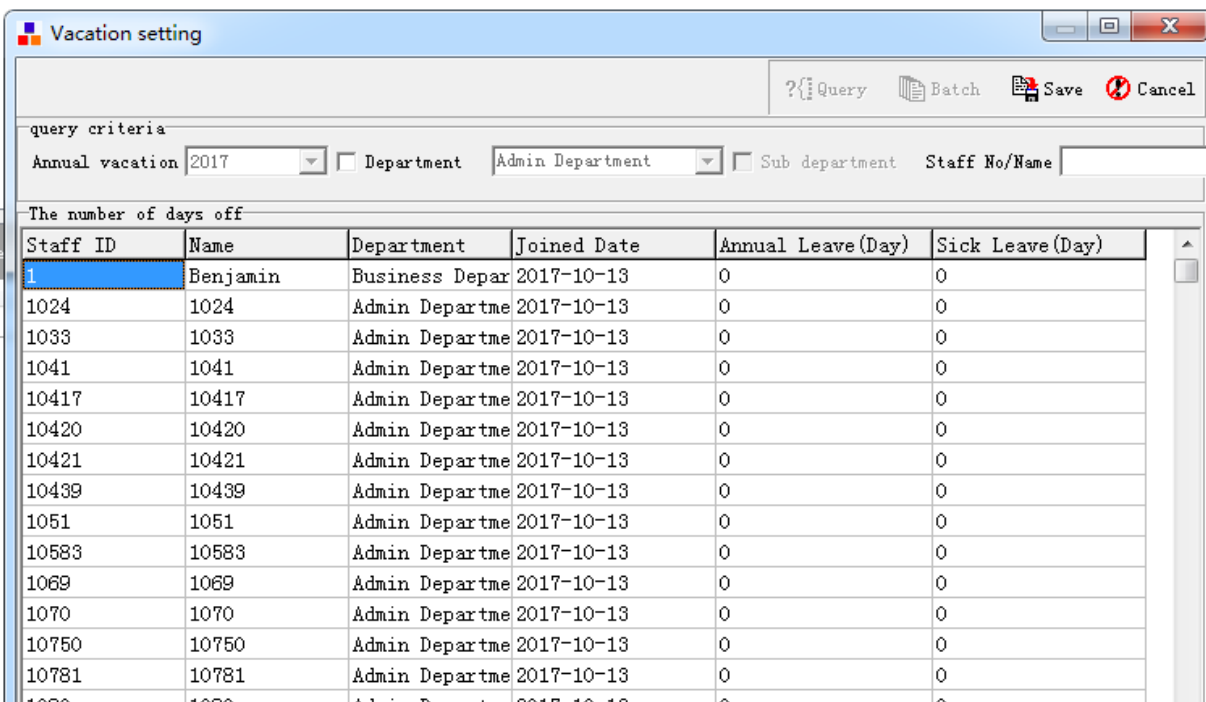 Vacation setting
?{ Query Batch Save Cancel
query criteria
Annual vacation 2017 Department Admin Department Sub department Staff No/Name
The number of days off
Staff ID Name Department Joined Date Annual Leave(Day) Sick Leave(Day)
1 Benjamin Business Depar 2017-10-13 0 0
1024 1024 Admin Departme 2017-10-13 0 0
1033 1033 Admin Departme 2017-10-13 0 0
1041 1041 Admin Departme 2017-10-13 0 0
10417 10417 Admin Departme 2017-10-13 0 0
10420 10420 Admin Departme 2017-10-13 0 0
10421 10421 Admin Departme 2017-10-13 0 0
10439 10439 Admin Departme 2017-10-13 0 0
1051 1051 Admin Departme 2017-10-13 0 0
10583 10583 Admin Departme 2017-10-13 0 0
1069 1069 Admin Departme 2017-10-13 0 0
1070 1070 Admin Departme 2017-10-13 0 0
10750 10750 Admin Departme 2017-10-13 0 0
10781 10781 Admin Departme 2017-10-13 0 0